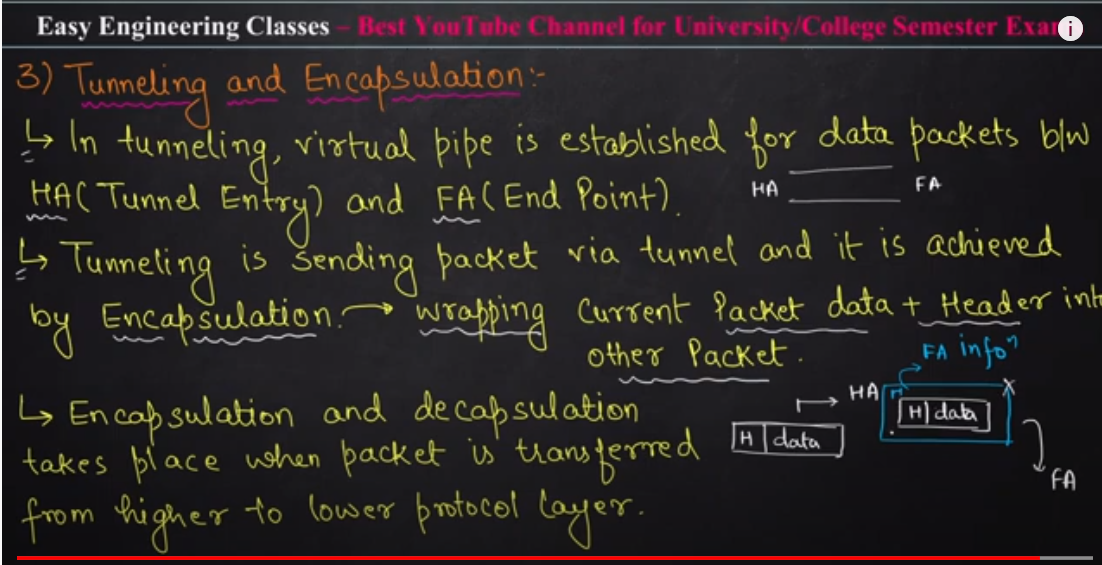 Easy Engineering Classes – Best YouTube Channel for University/College Semester Exa
i
3) Tunneling and Encapsulation:-
↳ In tunneling, virtual pipe is established for data packets b/w
HA (Tunnel Entry) and FA (End Point).
HA FA
↳ Tunneling is sending packet via tunnel and it is achieved
by Encapsulation. → wrapping Current Packet data + Header int
other Packet.
FA infoⁿ
↳ Encapsulation and decapsulation
→ HA H
H data
H data
takes place when packet is transferred
from higher to lower protocol layer.
FA